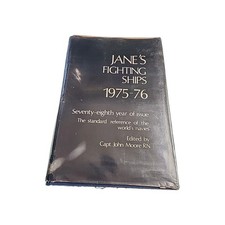 JANE'S
FIGHTING
SHIPS
1975-76
Seventy-eighth year of issue
The standard reference of the
world's navies
Edited by
Capt. John Moore RN